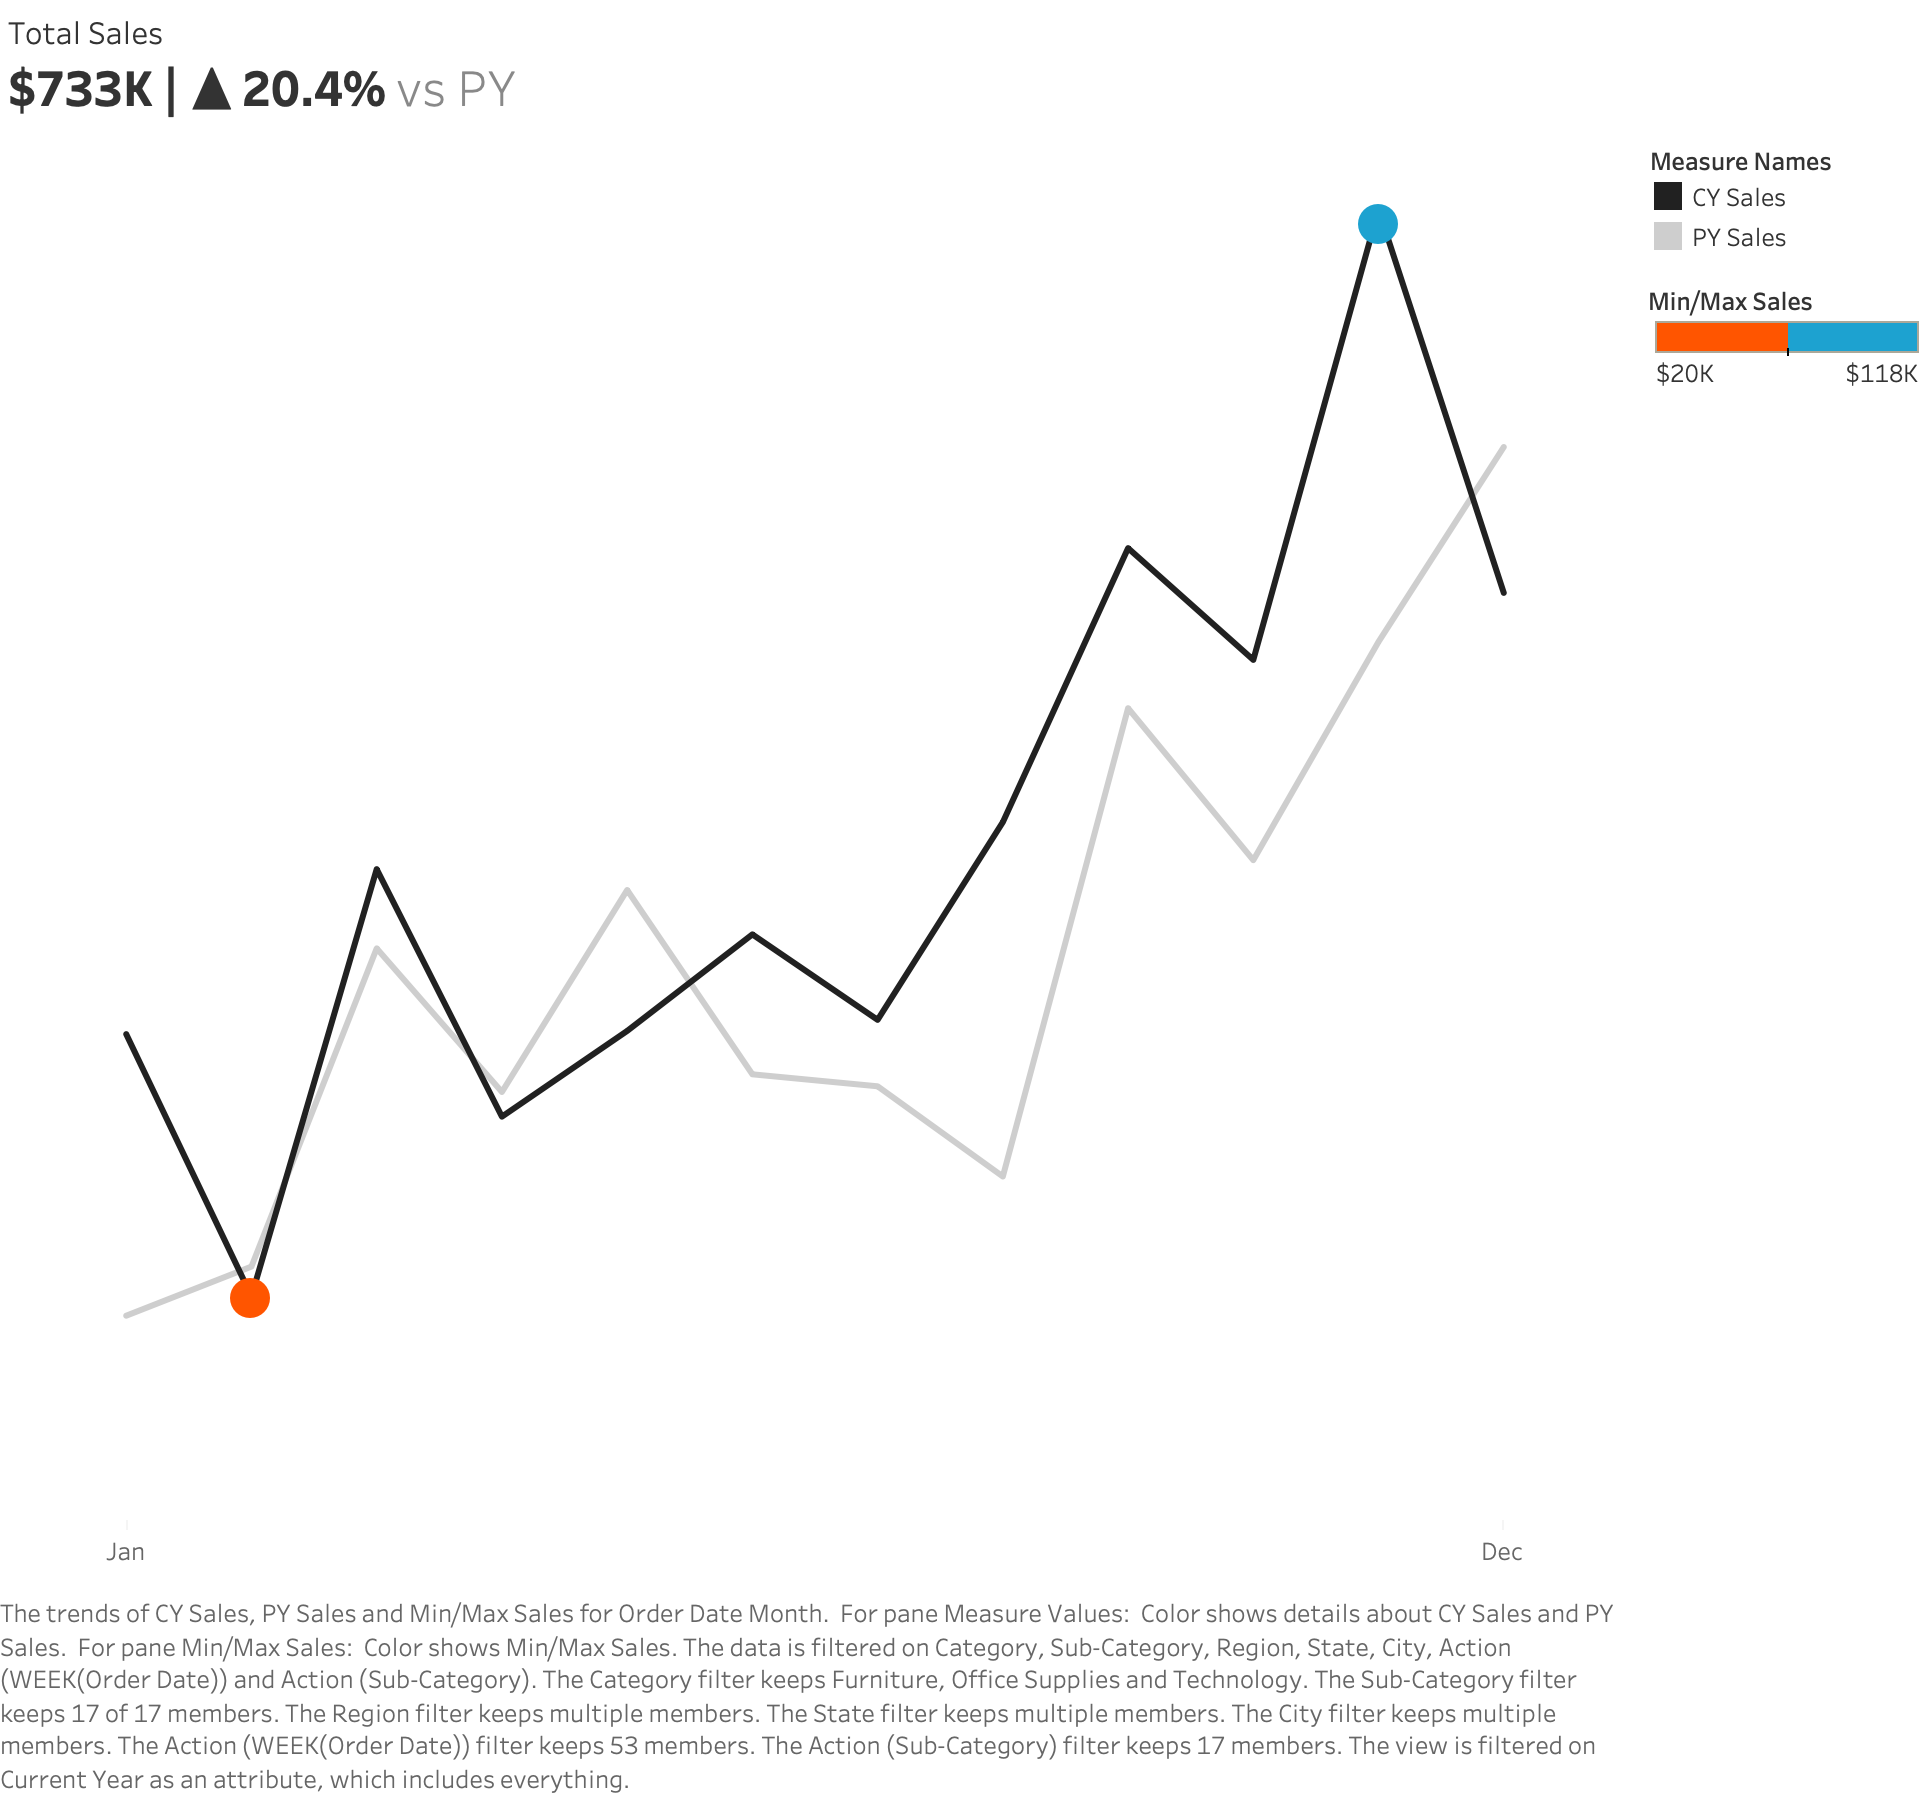 Total Sales
$733K | ▲ 20.4% vs PY
Measure Names
CY Sales
PY Sales
Min/Max Sales
$20K $118K
Jan Dec
The trends of CY Sales, PY Sales and Min/Max Sales for Order Date Month.  For pane Measure Values:  Color shows details about CY Sales and PY
Sales.  For pane Min/Max Sales:  Color shows Min/Max Sales. The data is filtered on Category, Sub-Category, Region, State, City, Action
(WEEK(Order Date)) and Action (Sub-Category). The Category filter keeps Furniture, Office Supplies and Technology. The Sub-Category filter
keeps 17 of 17 members. The Region filter keeps multiple members. The State filter keeps multiple members. The City filter keeps multiple
members. The Action (WEEK(Order Date)) filter keeps 53 members. The Action (Sub-Category) filter keeps 17 members. The view is filtered on
Current Year as an attribute, which includes everything.